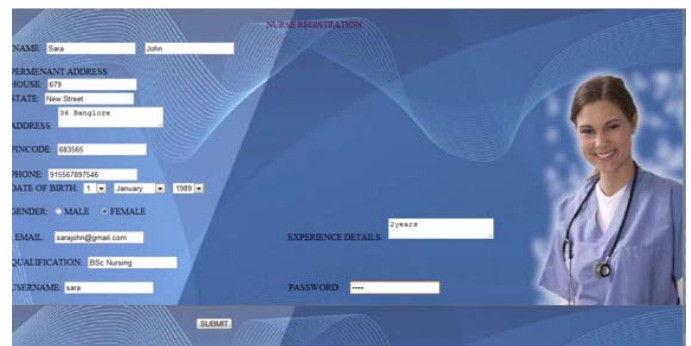 NURSE REGISTRATION
NAME: Sara John
PERMENANT ADDRESS
HOUSE: 679
STATE: New Street
ADDRESS: 36 Banglore
PINCODE: 683565
PHONE: 915567897546
DATE OF BIRTH: 1 January 1989
GENDER: MALE FEMALE
EMAIL: sarajohn@gmail.com EXPERIENCE DETAILS: 2years
QUALIFICATION: BSc Nursing
USERNAME: sara PASSWORD: ••••
SUBMIT